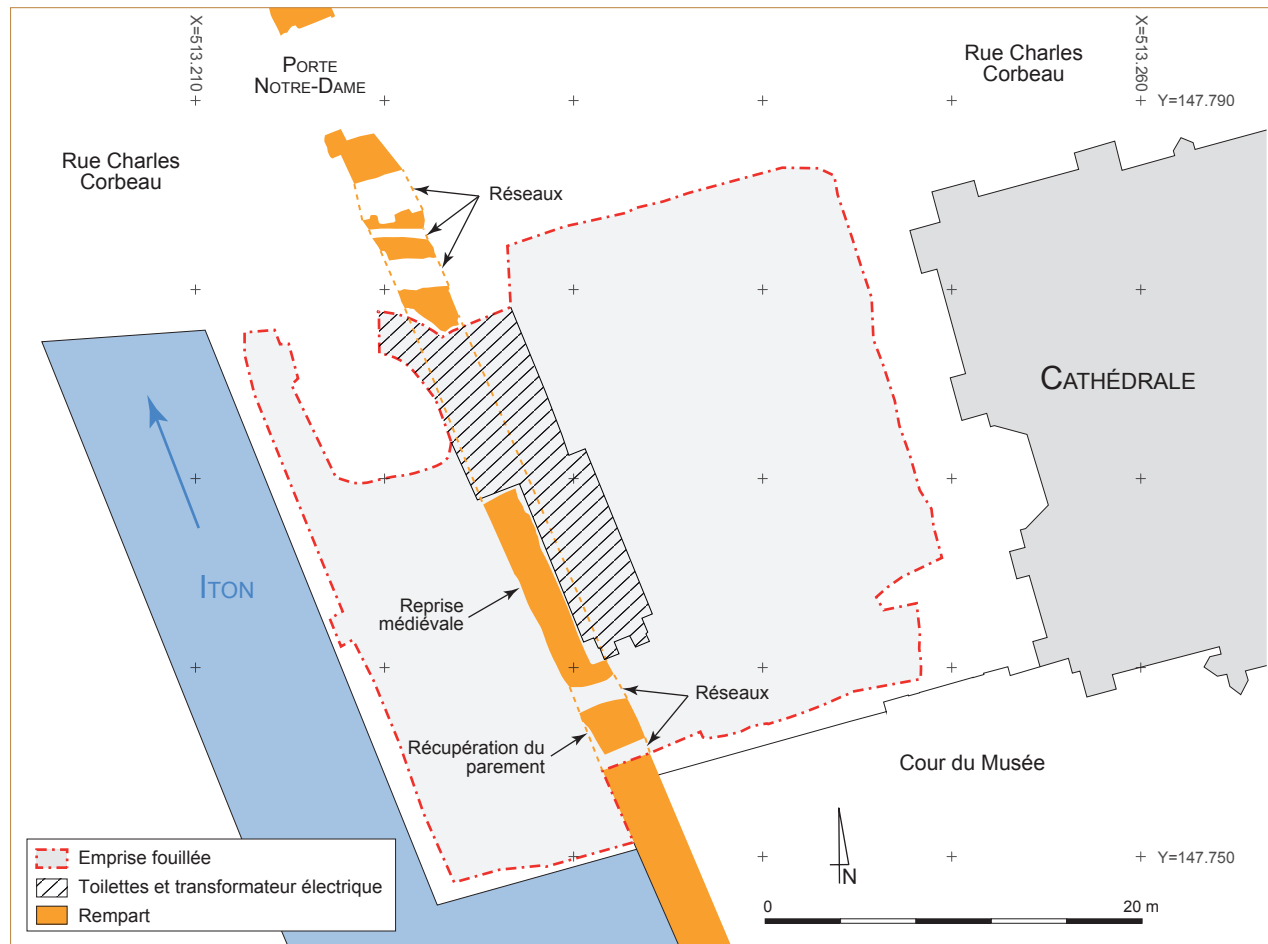 X=513.210
X=513.260
Porte
Notre-Dame
Rue Charles
Corbeau
Y=147.790
Rue Charles
Corbeau
Réseaux
Cathédrale
Iton
Reprise
médiévale
Réseaux
Récupération du
parement
Cour du Musée
Emprise fouillée
Toilettes et transformateur électrique
Rempart
N
Y=147.750
0
20 m